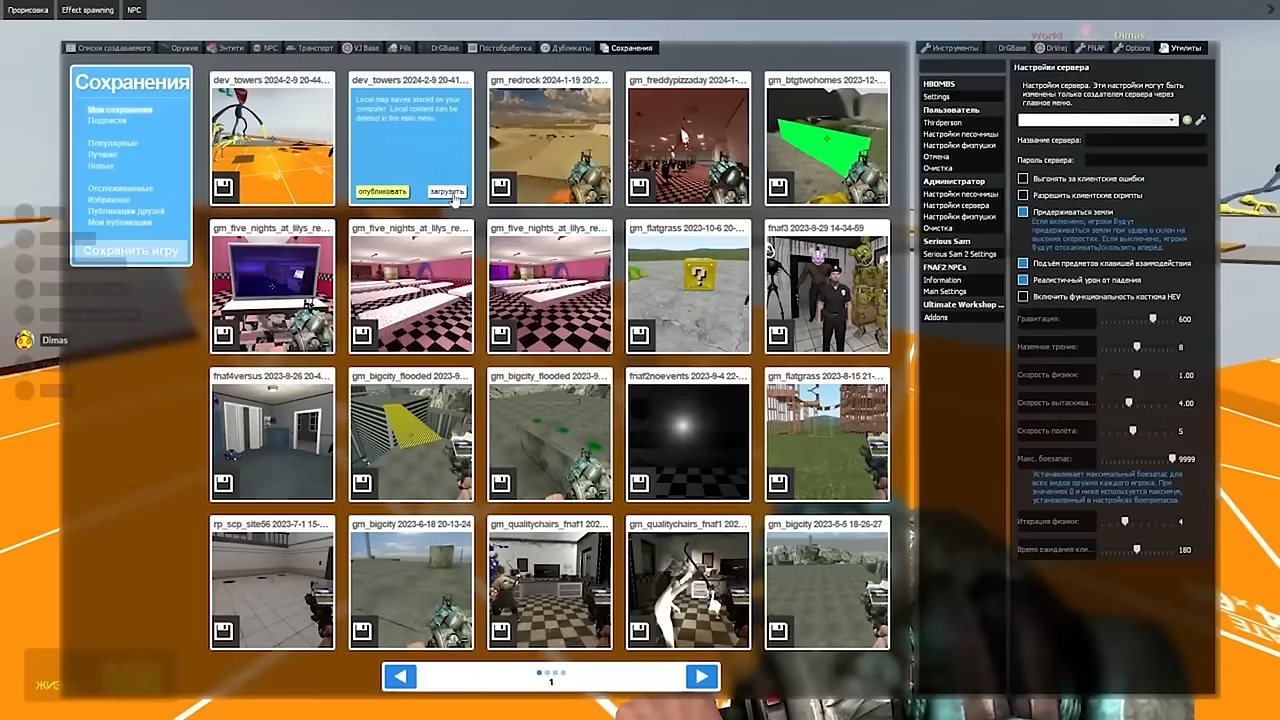 Прорисовка
Effect spawning
NPC
World
Dimas
Списки создаваемого
Оружие
Энтити
NPC
Транспорт
VJ Base
Pills
DrGBase
Постобработка
Дубликаты
Сохранения
Инструменты
DrGBase
DrVrej
FNAF
Options
Утилиты
Сохранения
Мои сохранения
Подписки
Популярные
Лучшие
Новые
Отслеживаемые
Избранное
Публикации друзей
Мои публикации
Сохранить игру
Dimas
dev_towers 2024-2-9 20-44...
dev_towers 2024-2-9 20-41...
gm_redrock 2024-1-19 20-2...
gm_freddypizzaday 2024-1-...
gm_btgtwohomes 2023-12-...
Local map saves stored on your
computer. Local content can be
deleted in the main menu
опубликовать
загрузить
gm_five_nights_at_lilys_re...
gm_five_nights_at_lilys_re...
gm_five_nights_at_lilys_re...
gm_flatgrass 2023-10-6 20-...
fnaf3 2023-9-29 14-34-59
fnaf4versus 2023-9-26 20-4...
gm_bigcity_flooded 2023-9...
gm_bigcity_flooded 2023-9...
fnaf2noevents 2023-9-4 22-...
gm_flatgrass 2023-8-15 21-...
rp_scp_site56 2023-7-1 15-...
gm_bigcity 2023-6-18 20-13-24
gm_qualitychairs_fnaf1 202...
gm_qualitychairs_fnaf1 202...
gm_bigcity 2023-5-5 18-26-27
1
HBOMBS
Settings
Пользователь
Thirdperson
Настройки песочницы
Настройки физпушки
Отмена
Очистка
Администратор
Настройки песочницы
Настройки сервера
Настройки физпушки
Очистка
Serious Sam
Serious Sam 2 Settings
FNAF2 NPCs
Information
Main Settings
Ultimate Workshop ...
Addons
Настройки сервера
Настройки сервера. Эти настройки могут быть
изменены только создателем сервера через
главное меню.
Название сервера:
Пароль сервера:
Выгонять за клиентские ошибки
Разрешить клиентские скрипты
Придерживаться земли
Если включено, игроки будут
придерживаться земли при ударе о склон на
высоких скоростях. Если выключено, игроки
будут отскакивать/скользить вперёд.
Подъём предметов клавишей взаимодействия
Реалистичный урон от падения
Включить функциональность костюма HEV
Гравитация: 600
Наземное трение: 8
Скорость физики: 1.00
Скорость вытаскива... 4.00
Скорость полёта: 5
Макс. боезапас: 9999
Устанавливает максимальный боезапас для
всех видов оружия каждого игрока. При
значениях 0 и ниже используется максимум,
установленный в настройках боеприпасов.
Итерация физики: 4
Время ожидания кли... 180